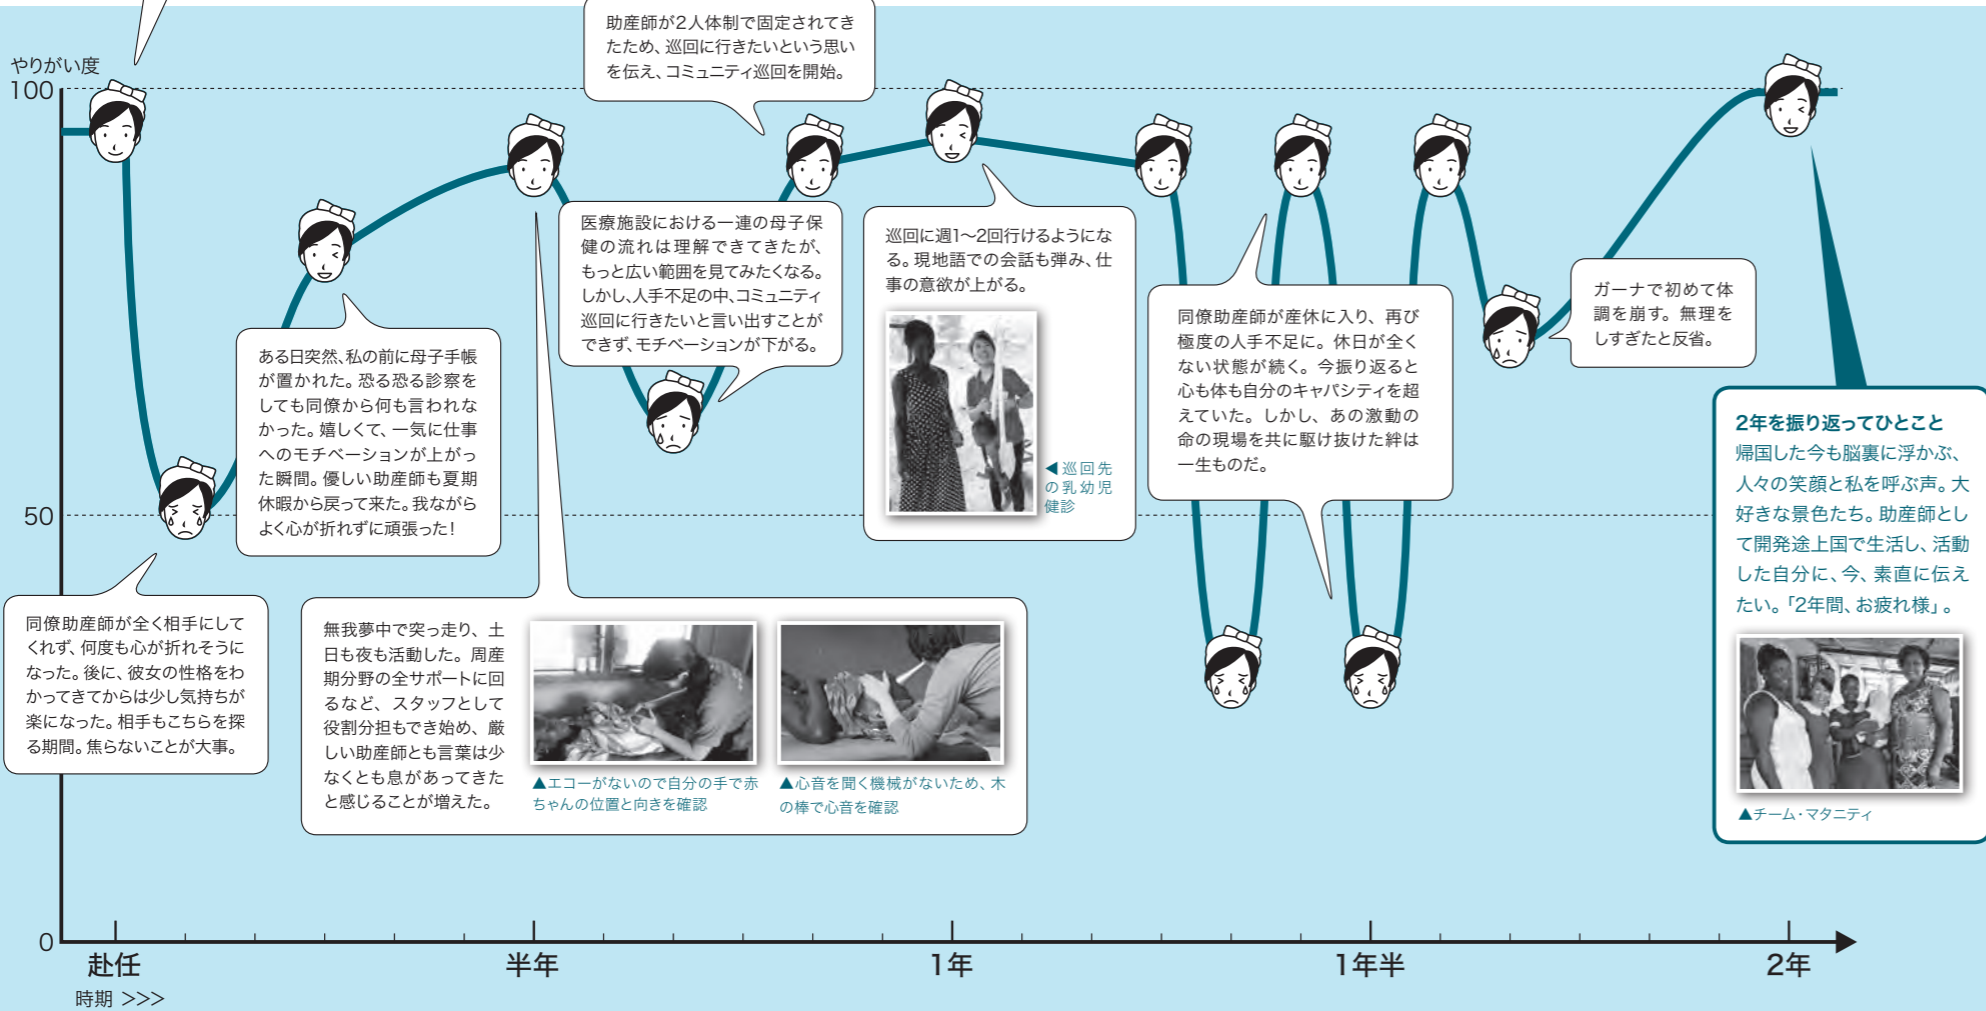 助産師が2人体制で固定されてき
たため、巡回に行きたいという思い
を伝え、コミュニティ巡回を開始。
やりがい度
100
50
0
同僚助産師が全く相手にして
くれず、何度も心が折れそうに
なった。後に、彼女の性格をわ
かってきてからは少し気持ちが
楽になった。相手もこちらを探
る期間。焦らないことが大事。
ある日突然、私の前に母子手帳
が置かれた。恐る恐る診察を
しても同僚から何も言われな
かった。嬉しくて、一気に仕事
へのモチベーションが上がっ
た瞬間。優しい助産師も夏期
休暇から戻って来た。我ながら
よく心が折れずに頑張った!
無我夢中で突っ走り、土
日も夜も活動した。周産
期分野の全サポートに回
るなど、スタッフとして
役割分担もでき始め、厳
しい助産師とも言葉は少
なくとも息があってきた
と感じることが増えた。
▲エコーがないので自分の手で赤
ちゃんの位置と向きを確認
▲心音を聞く機械がないため、木
の棒で心音を確認
医療施設における一連の母子保
健の流れは理解できてきたが、
もっと広い範囲を見てみたくなる。
しかし、人手不足の中、コミュニティ
巡回に行きたいと言い出すことが
できず、モチベーションが下がる。
巡回に週1～2回行けるようにな
る。現地語での会話も弾み、仕
事の意欲が上がる。
◀巡回先
の乳幼児
健診
同僚助産師が産休に入り、再び
極度の人手不足に。休日が全く
ない状態が続く。今振り返ると
心も体も自分のキャパシティを超
えていた。しかし、あの激動の
命の現場を共に駆け抜けた絆は
一生ものだ。
ガーナで初めて体
調を崩す。無理を
しすぎたと反省。
2年を振り返ってひとこと
帰国した今も脳裏に浮かぶ、
人々の笑顔と私を呼ぶ声。大
好きな景色たち。助産師とし
て開発途上国で生活し、活動
した自分に、今、素直に伝え
たい。「2年間、お疲れ様」。
▲チーム・マタニティ
赴任
半年
1年
1年半
2年
時期 >>>